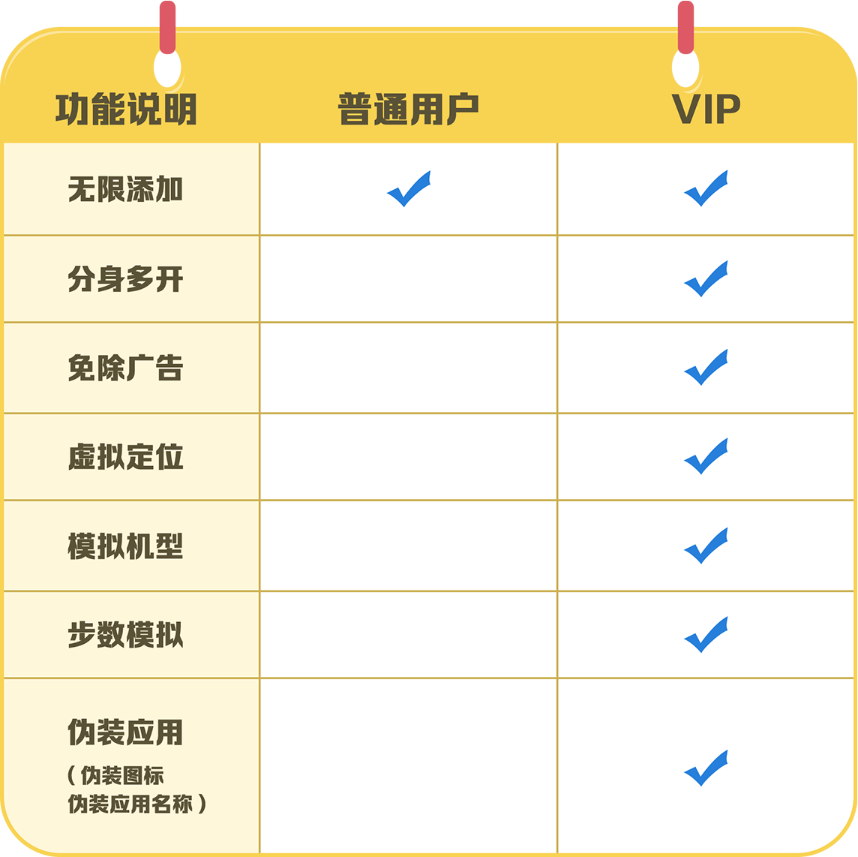 功能说明 普通用户 VIP
无限添加
分身多开
免除广告
虚拟定位
模拟机型
步数模拟
伪装应用
（伪装图标
伪装应用名称）